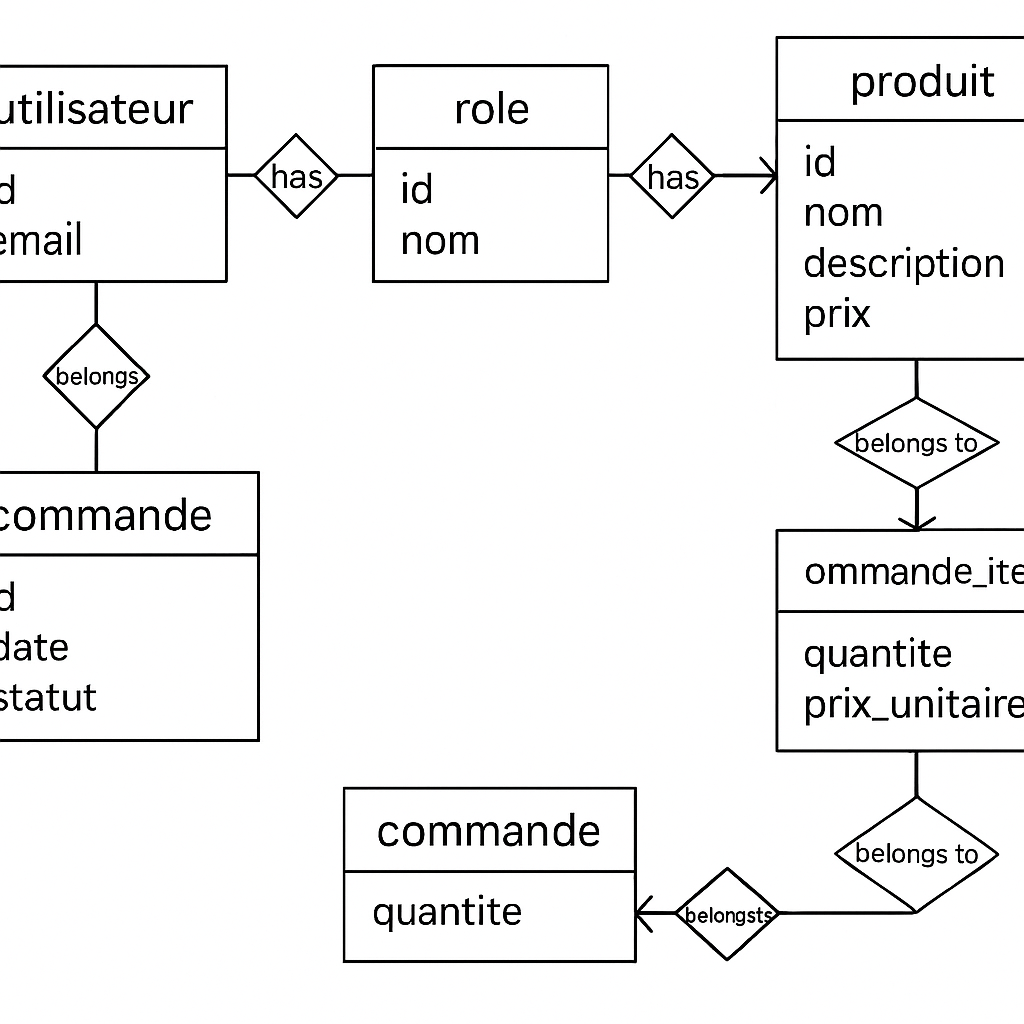 utilisateur
d
email
has
role
id
nom
has
produit
id
nom
description
prix
belongs
belongs to
commande
d
date
statut
ommande_ite
quantite
prix_unitaire
belongs to
commande
quantite
belongsts